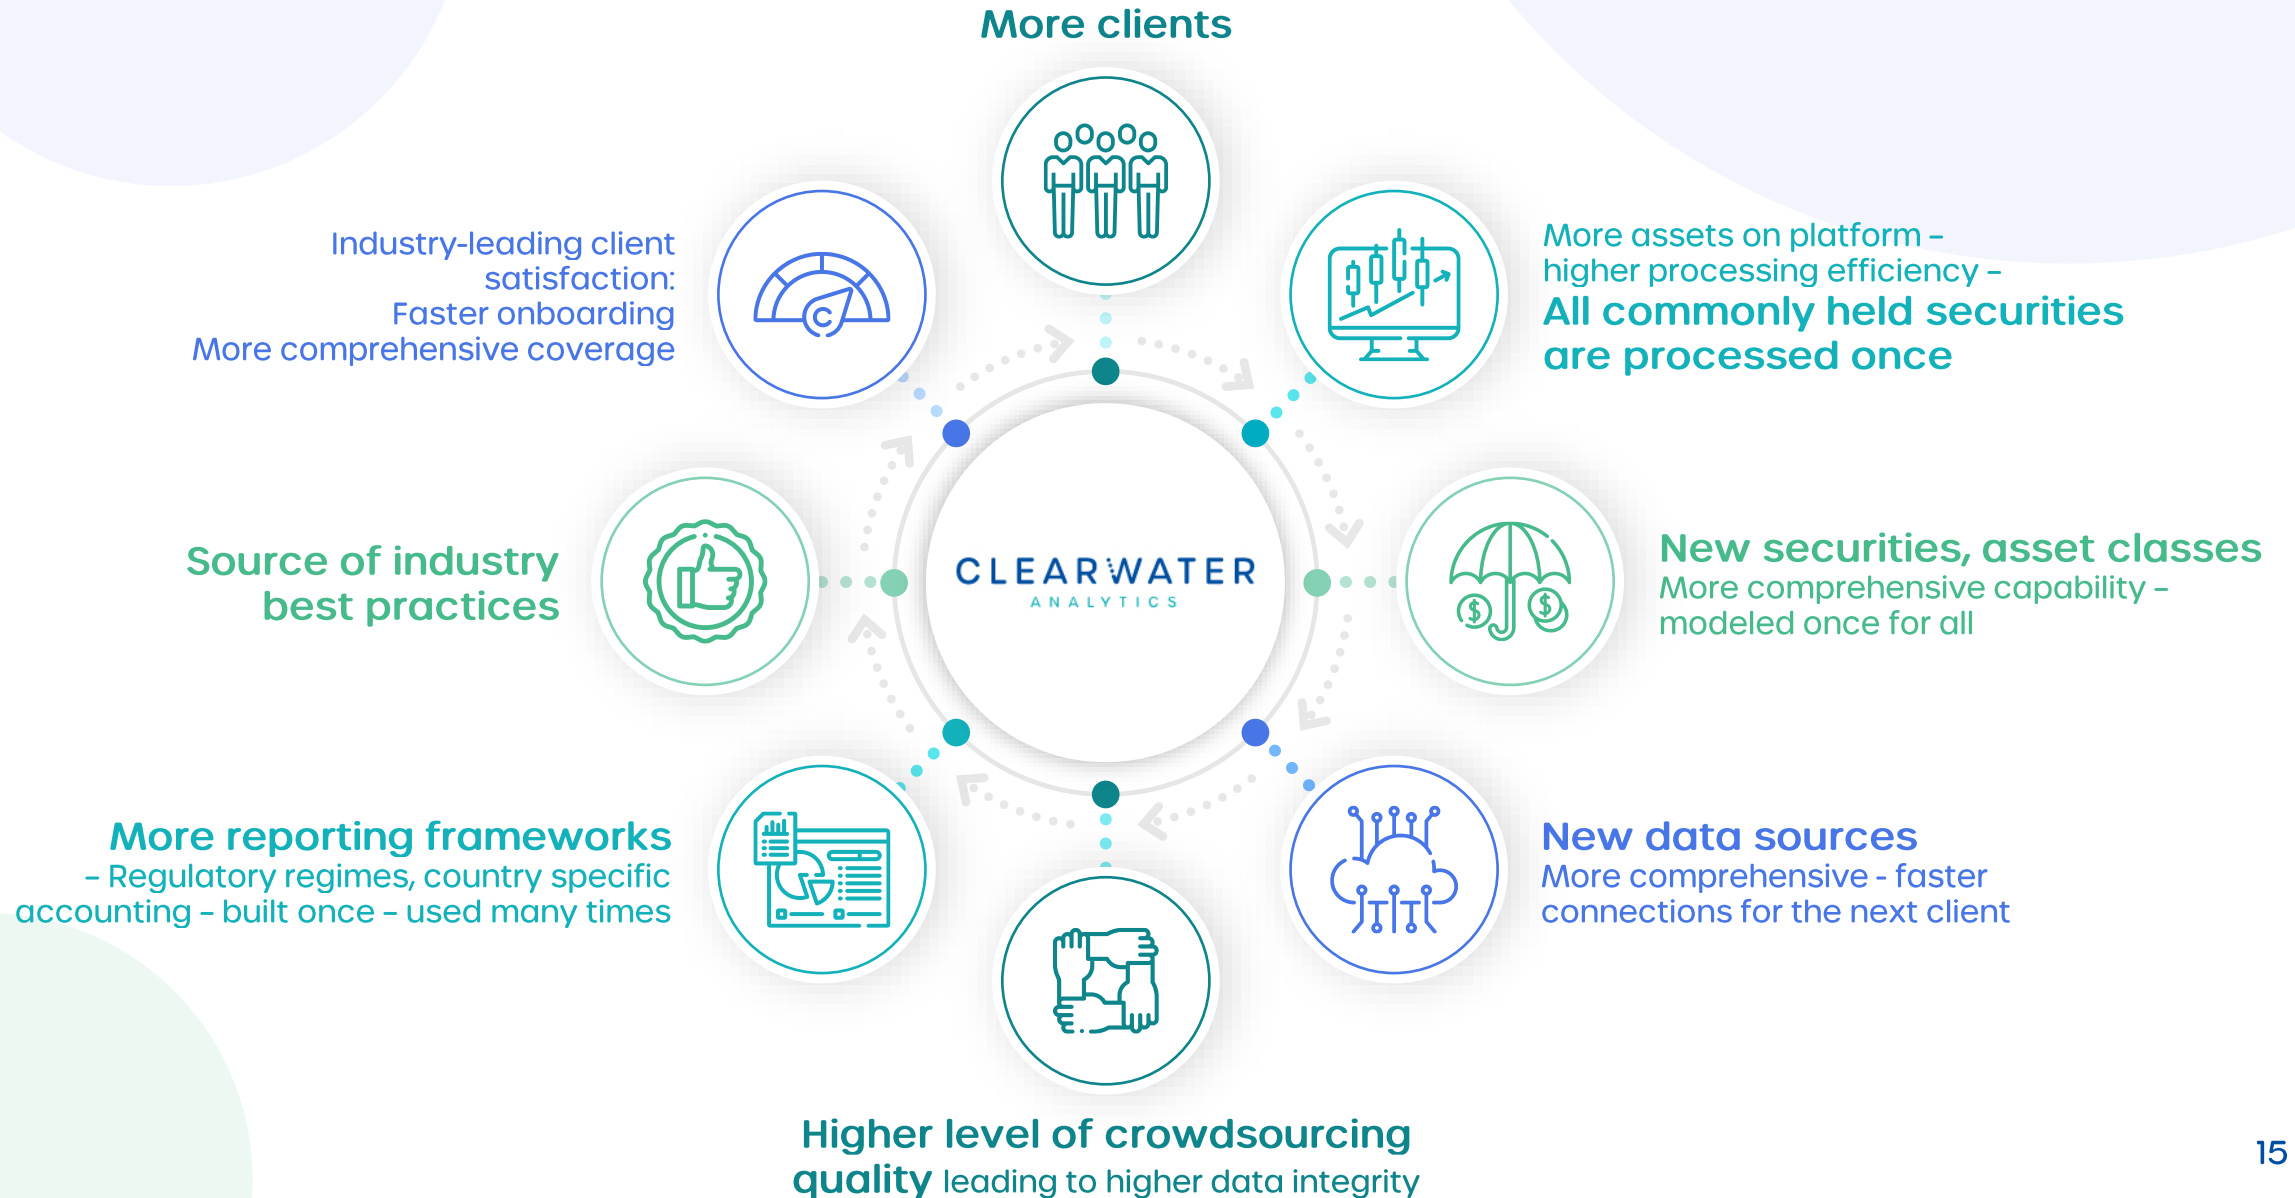 More clients
More assets on platform –
higher processing efficiency –
All commonly held securities
are processed once
New securities, asset classes
More comprehensive capability –
modeled once for all
New data sources
More comprehensive - faster
connections for the next client
Higher level of crowdsourcing
quality leading to higher data integrity
More reporting frameworks
– Regulatory regimes, country specific
accounting – built once – used many times
Source of industry
best practices
Industry-leading client
satisfaction:
Faster onboarding
More comprehensive coverage
C
$ $
CLEARWATER
ANALYTICS
15